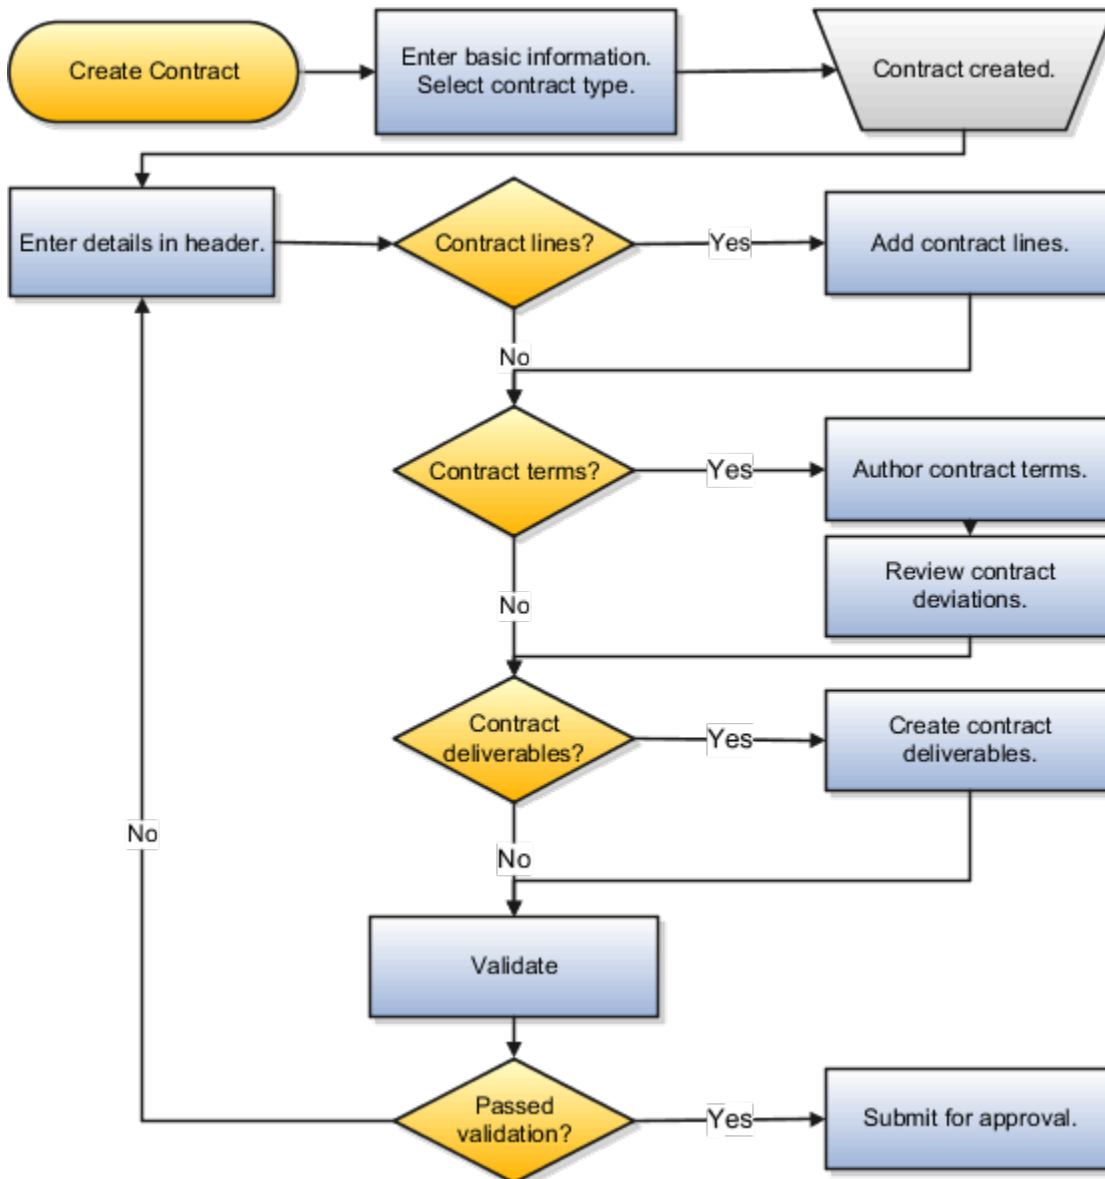 Create Contract
Enter basic information.
Select contract type.
Contract created.
Enter details in header.
Contract lines?
Yes
Add contract lines.
No
Contract terms?
Yes
Author contract terms.
Review contract
deviations.
No
Contract
deliverables?
Yes
Create contract
deliverables.
No
No
Validate
Passed
validation?
Yes
Submit for approval.